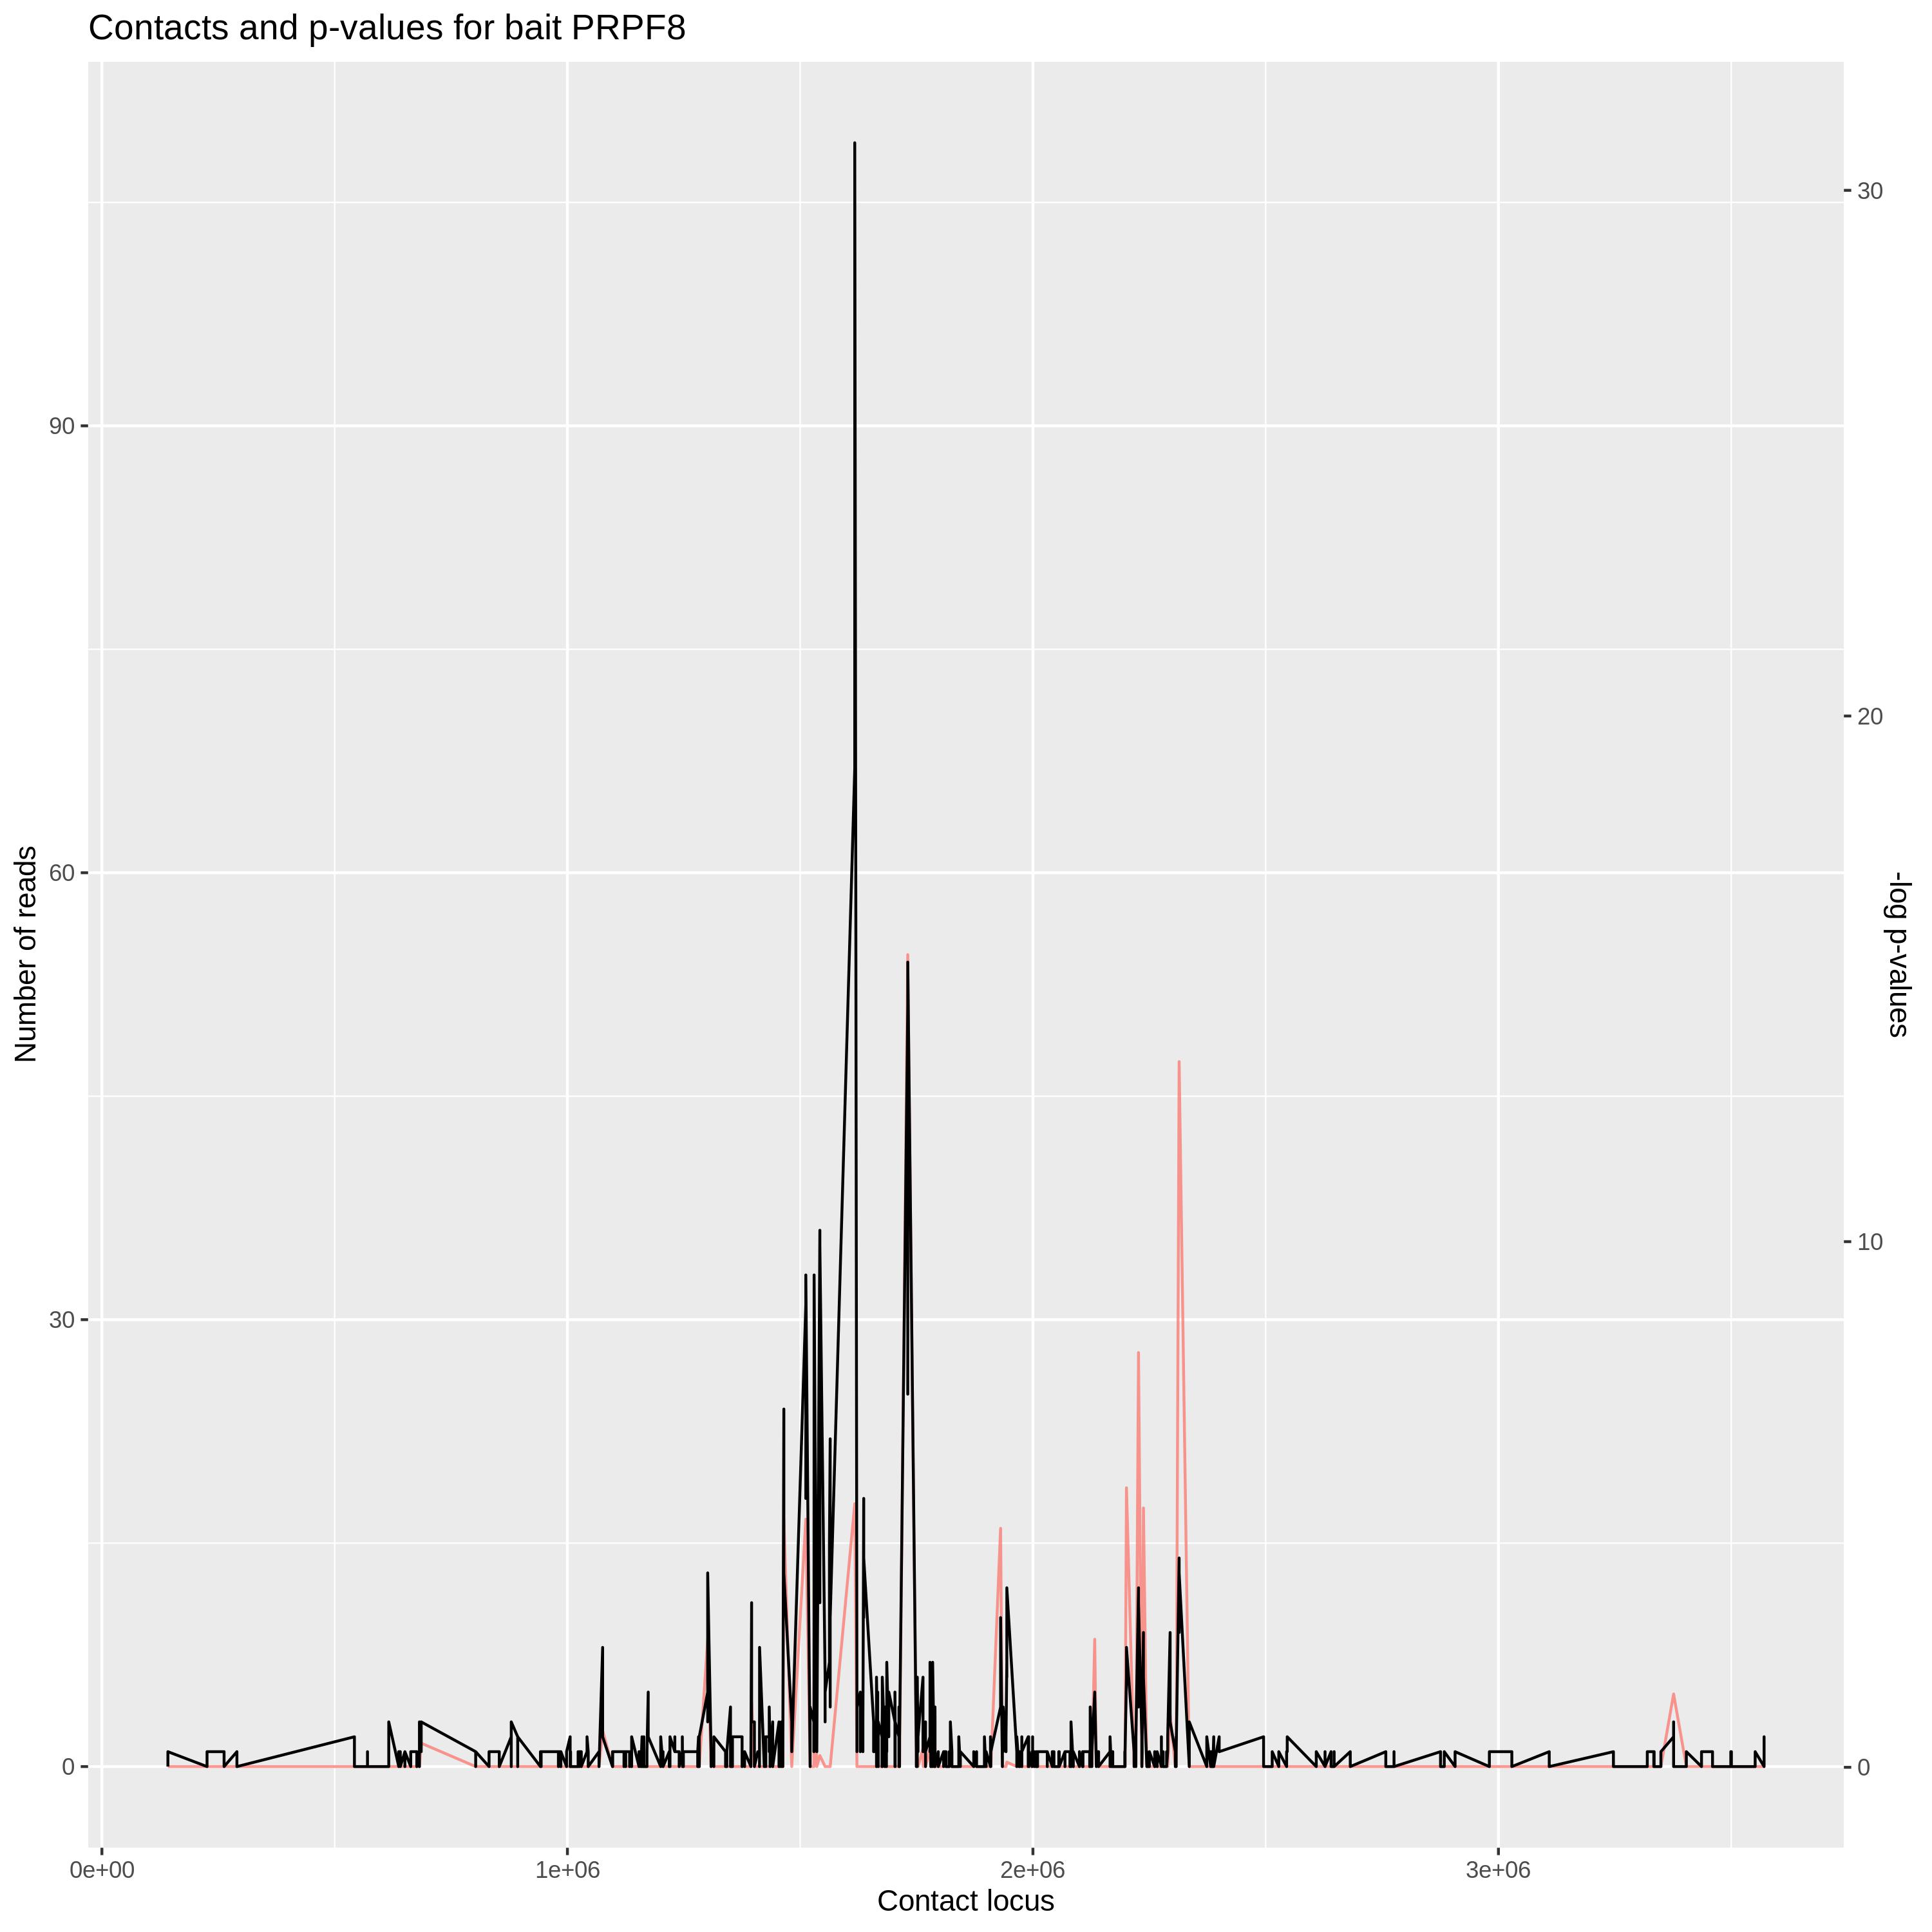 Contacts and p-values for bait PRPF8
30
90
20
60
Number of reads
-log p-values
30
10
0
0
0e+00
1e+06
2e+06
3e+06
Contact locus